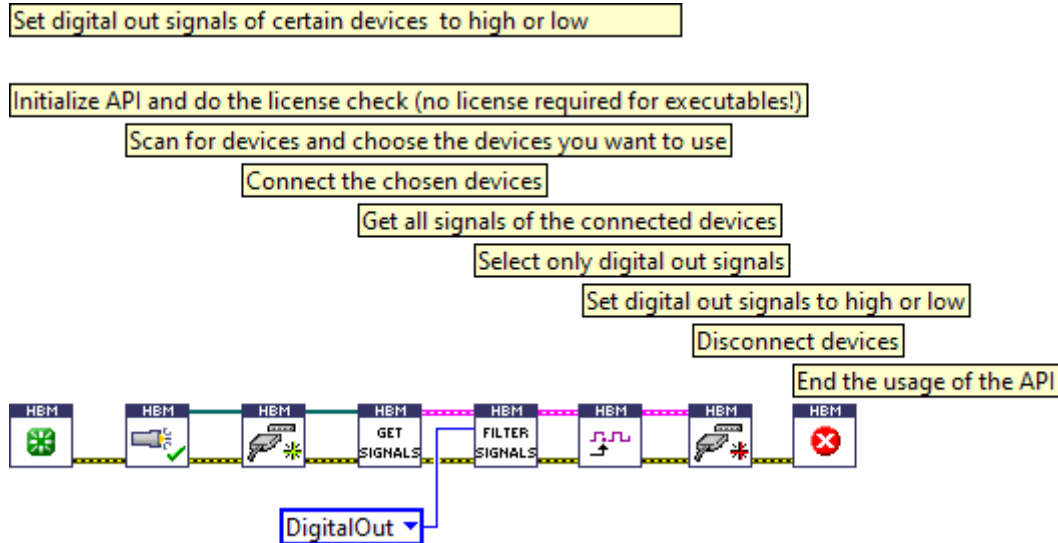 Set digital out signals of certain devices  to high or low
Initialize API and do the license check (no license required for executables!)
Scan for devices and choose the devices you want to use
Connect the chosen devices
Get all signals of the connected devices
Select only digital out signals
Set digital out signals to high or low
Disconnect devices
End the usage of the API
HBM HBM HBM HBM HBM HBM HBM HBM
GET FILTER
SIGNALS SIGNALS
DigitalOut